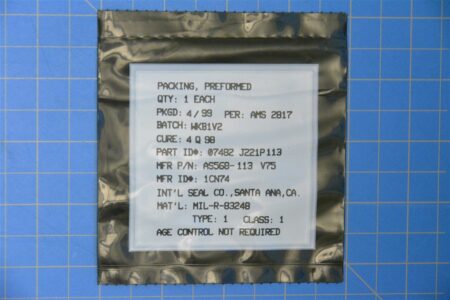 PACKING, PREFORMED
QTY: 1 EACH
PKGD: 4/99 PER: AMS 2817
BATCH: WKB1V2
CURE: 4 Q 98
PART ID#: 07482 J221P113
MFR P/N: AS568-113 V75
MFR ID#: 1CN74
INT'L SEAL CO., SANTA ANA, CA.
MAT'L: MIL-R-83248
TYPE: 1 CLASS: 1
AGE CONTROL NOT REQUIRED